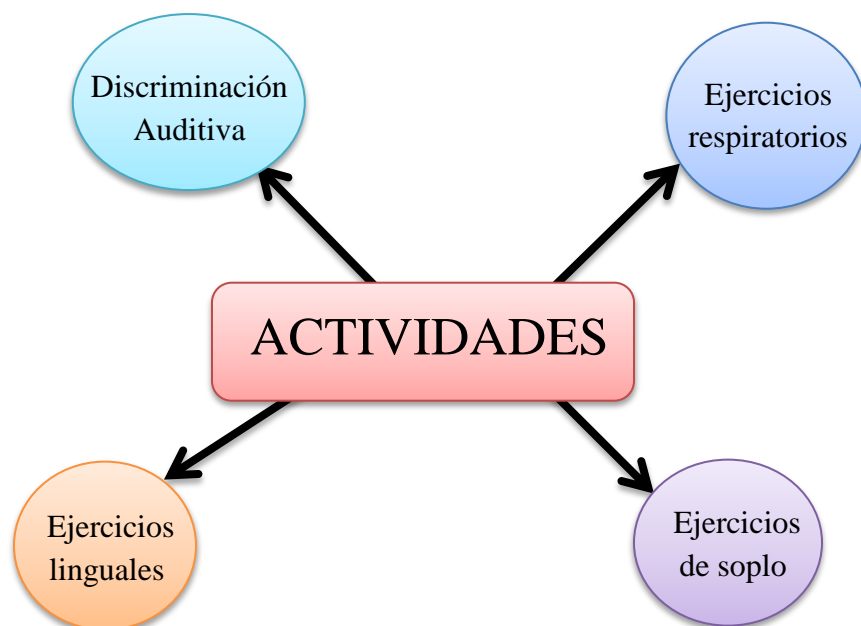 Discriminación
Auditiva
Ejercicios
respiratorios
ACTIVIDADES
Ejercicios
linguales
Ejercicios
de soplo